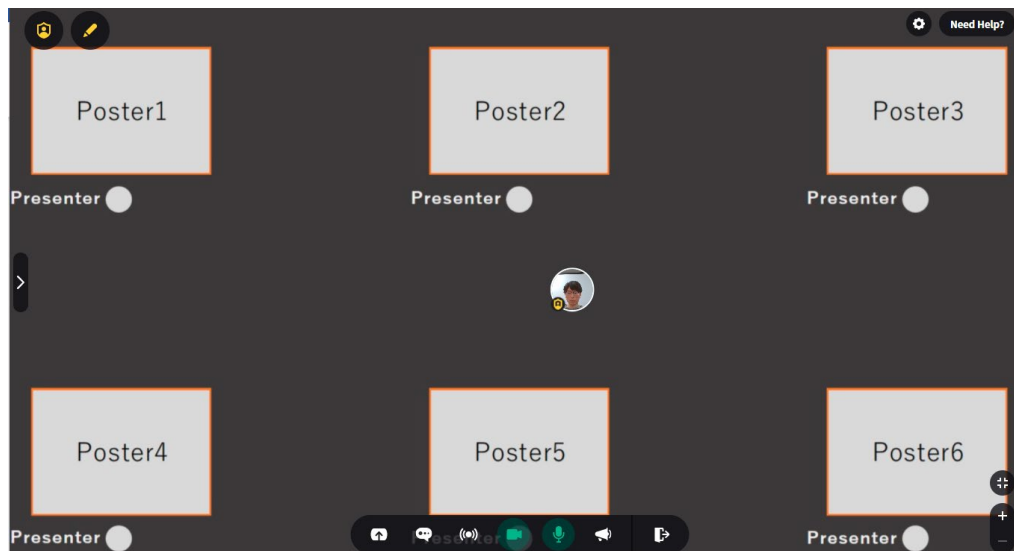 Need Help?
Poster1
Poster2
Poster3
Presenter
Presenter
Presenter
Poster4
Poster5
Poster6
Presenter
Presenter